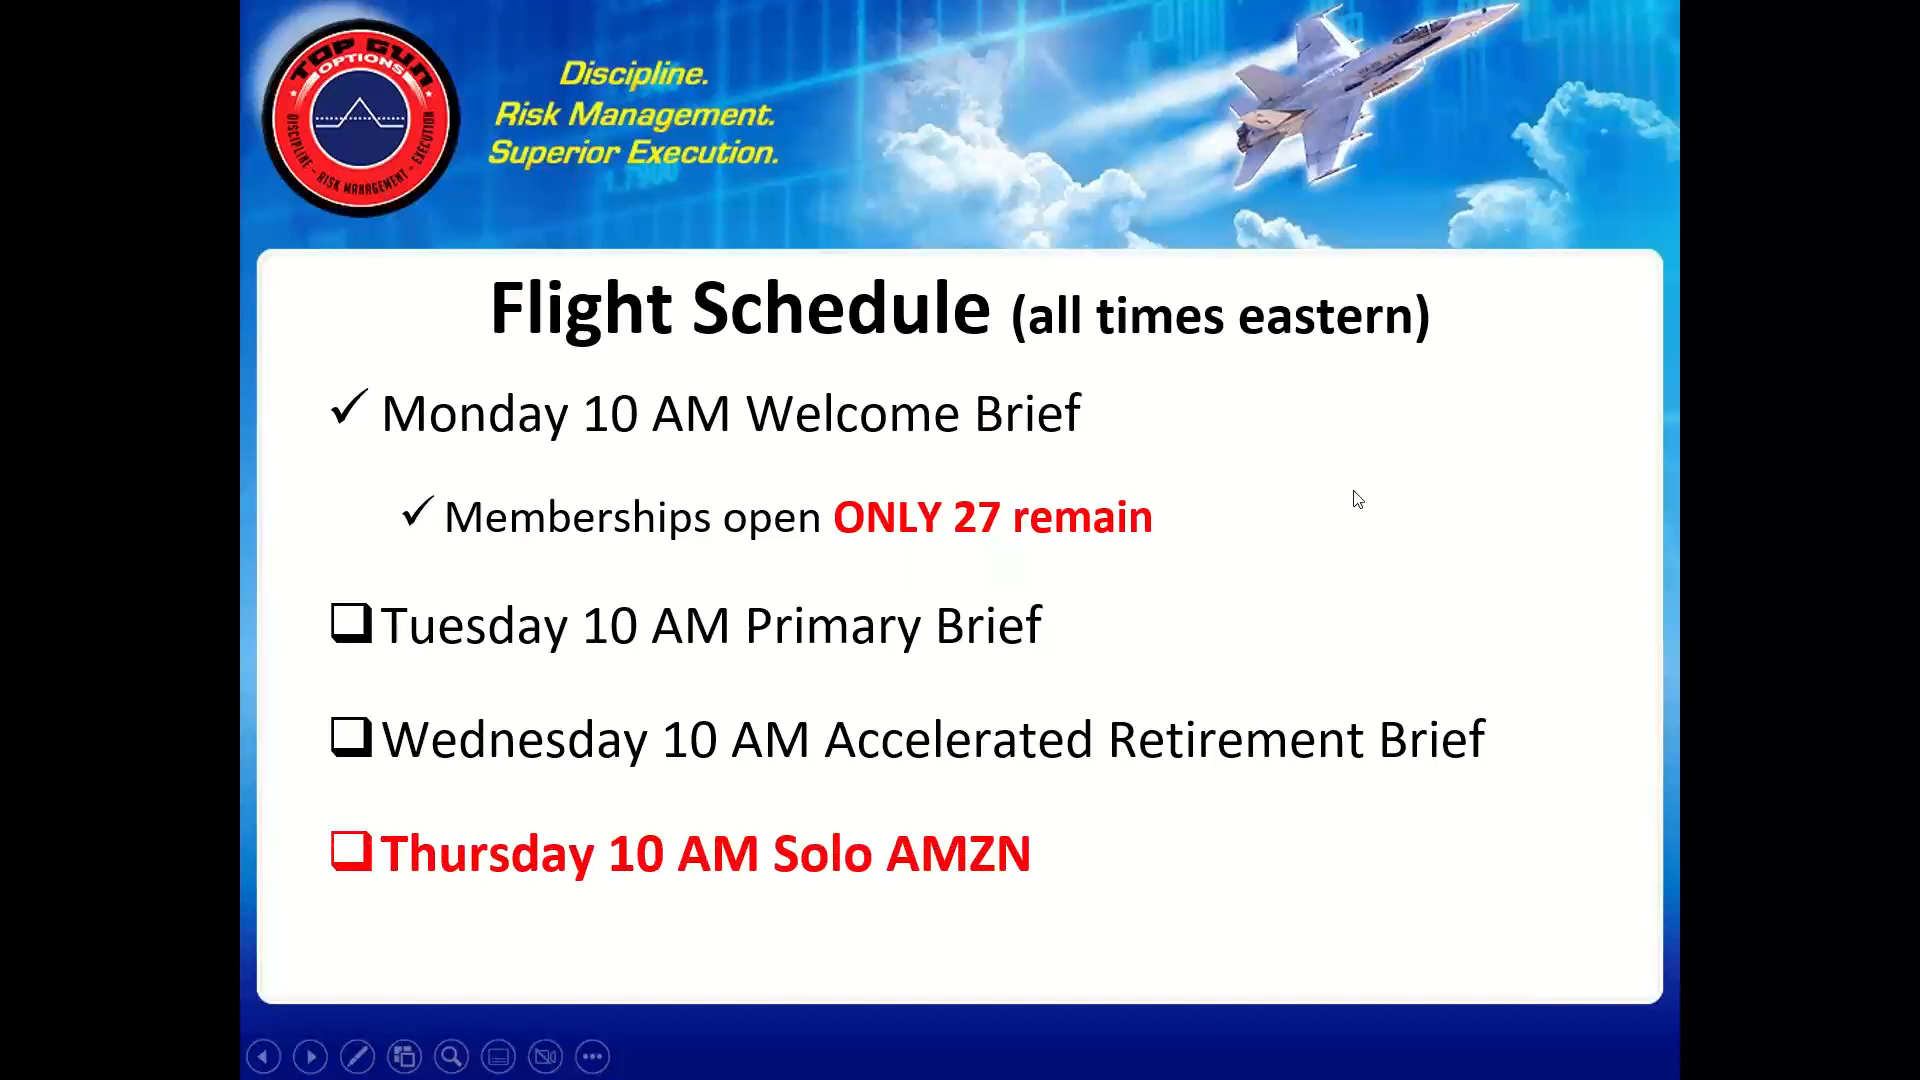 TOP GUN
OPTIONS
DISCIPLINE - RISK MANAGEMENT - EXECUTION
Discipline.
Risk Management.
Superior Execution.
Flight Schedule (all times eastern)
Monday 10 AM Welcome Brief
Memberships open ONLY 27 remain
Tuesday 10 AM Primary Brief
Wednesday 10 AM Accelerated Retirement Brief
Thursday 10 AM Solo AMZN